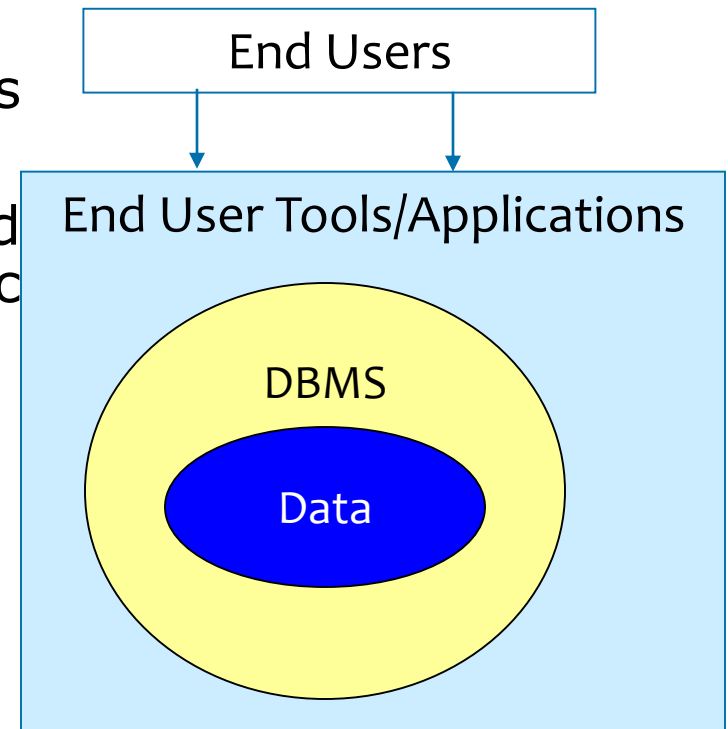 End Users
s
End User Tools/Applications
d
c
DBMS
Data